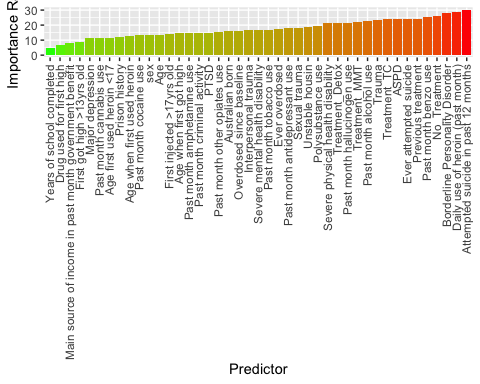 Importance R
30
20
10
0
Years of school completed
Drug used for first high
Main source of income in past month government benefit
First got high >13yrs old
Major depression
Past month cannabis use
Age first used heroin <17
Prison history
Age when first used heroin
Past month cocaine use
sex
Age
First injected >17yrs old
Age when first got high
Past month amphetamine use
Past month criminal activity
PTSD
Past month other opiates use
Australian born
Overdosed since baseline
Interpersonal trauma
Severe mental health disability
Past month tobacco use
Ever overdosed
Past month antidepressant use
Sexual trauma
Unstable housing
Polysubstance use
Severe physical health disability
Treatment_Detox
Past month hallucinogen use
Treatment_MMT
Past month alcohol use
Trauma
Treatment_TC
ASPD
Ever attempted suicide
Previous treatment
Past month benzo use
No_Treatment
Borderline Personality Disorder
Daily use of heroin (past month)
Attempted suicide in past 12 months
Predictor